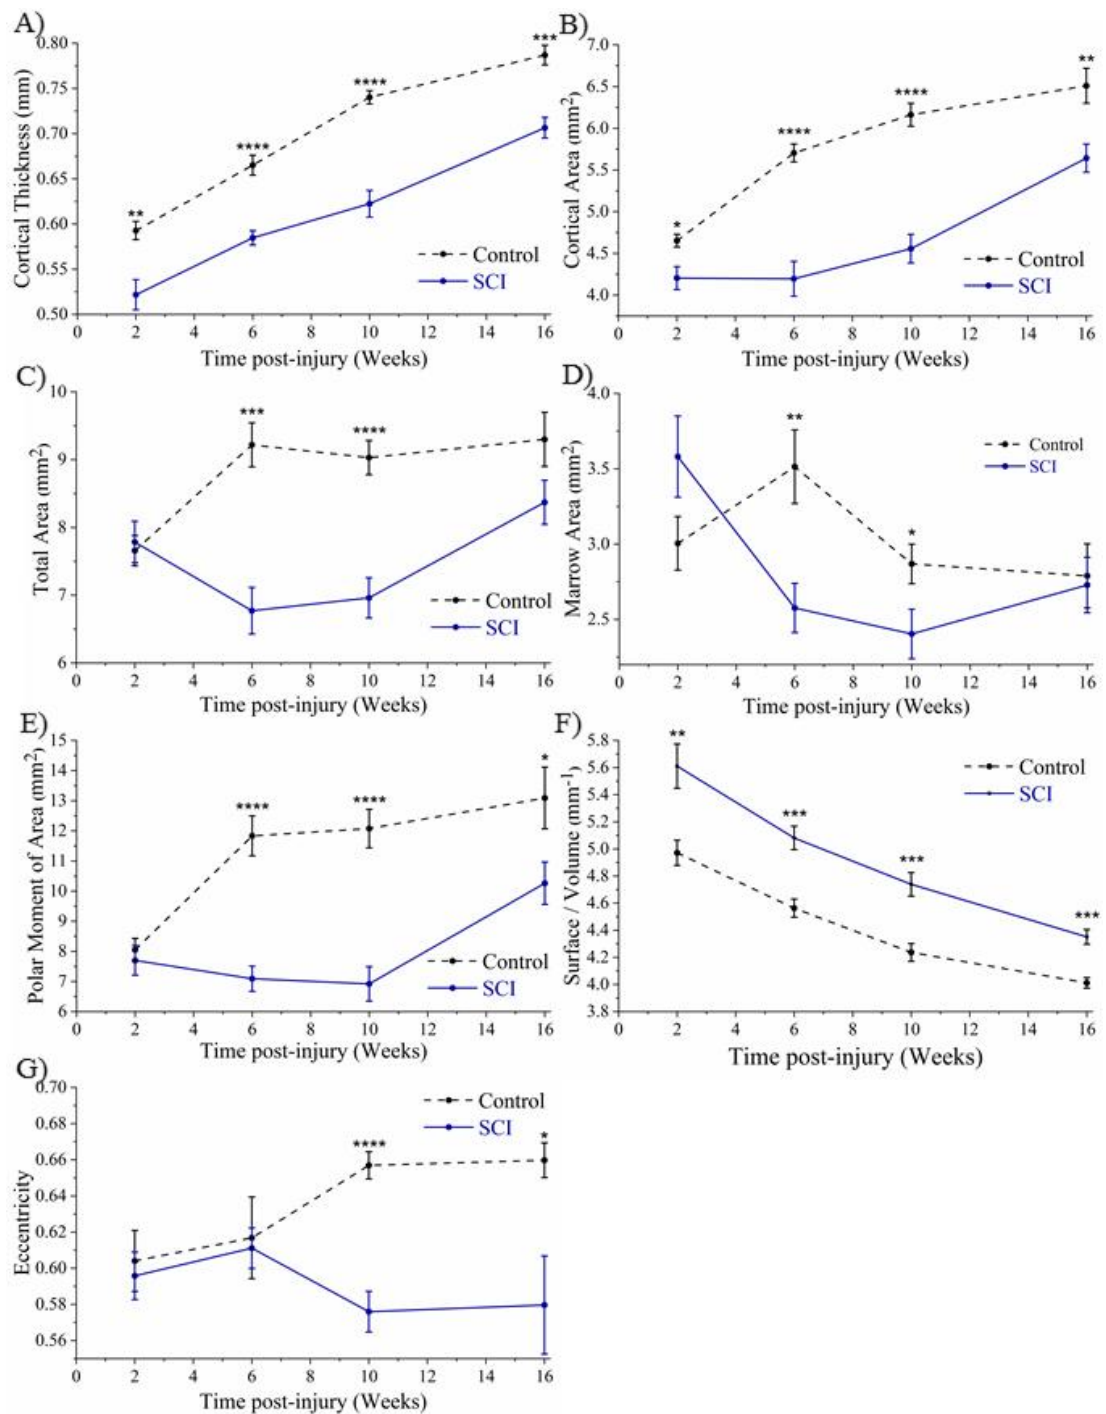 A)
Cortical Thickness (mm)
0.80
0.75
0.70
0.65
0.60
0.55
0.50
**
****
****
***
Control
SCI
0 2 4 6 8 10 12 14 16
Time post-injury (Weeks)
B)
Cortical Area (mm²)
7.0
6.5
6.0
5.5
5.0
4.5
4.0
*
****
****
**
Control
SCI
0 2 4 6 8 10 12 14 16
Time post-injury (Weeks)
C)
Total Area (mm²)
10
9
8
7
6
***
****
Control
SCI
0 2 4 6 8 10 12 14 16
Time post-injury (Weeks)
D)
Marrow Area (mm²)
4.0
3.5
3.0
2.5
**
*
Control
SCI
0 2 4 6 8 10 12 14 16
Time post-injury (Weeks)
E)
Polar Moment of Area (mm²)
15
14
13
12
11
10
9
8
7
6
****
****
*
Control
SCI
0 2 4 6 8 10 12 14 16
Time post-injury (Weeks)
F)
Surface / Volume (mm⁻¹)
5.8
5.6
5.4
5.2
5.0
4.8
4.6
4.4
4.2
4.0
3.8
**
***
***
***
Control
SCI
0 2 4 6 8 10 12 14 16
Time post-injury (Weeks)
G)
Eccentricity
0.70
0.68
0.66
0.64
0.62
0.60
0.58
0.56
****
*
Control
SCI
0 2 4 6 8 10 12 14 16
Time post-injury (Weeks)